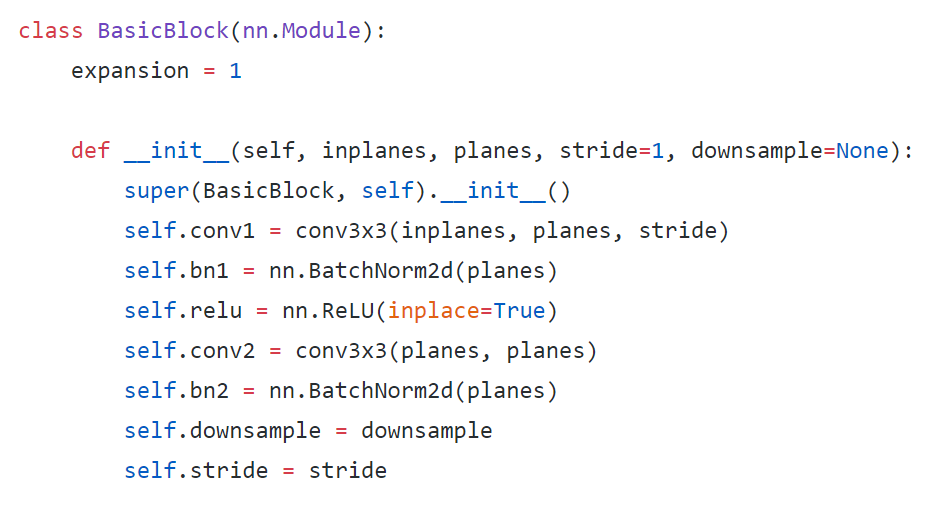 class BasicBlock(nn.Module):
    expansion = 1

    def __init__(self, inplanes, planes, stride=1, downsample=None):
        super(BasicBlock, self).__init__()
        self.conv1 = conv3x3(inplanes, planes, stride)
        self.bn1 = nn.BatchNorm2d(planes)
        self.relu = nn.ReLU(inplace=True)
        self.conv2 = conv3x3(planes, planes)
        self.bn2 = nn.BatchNorm2d(planes)
        self.downsample = downsample
        self.stride = stride